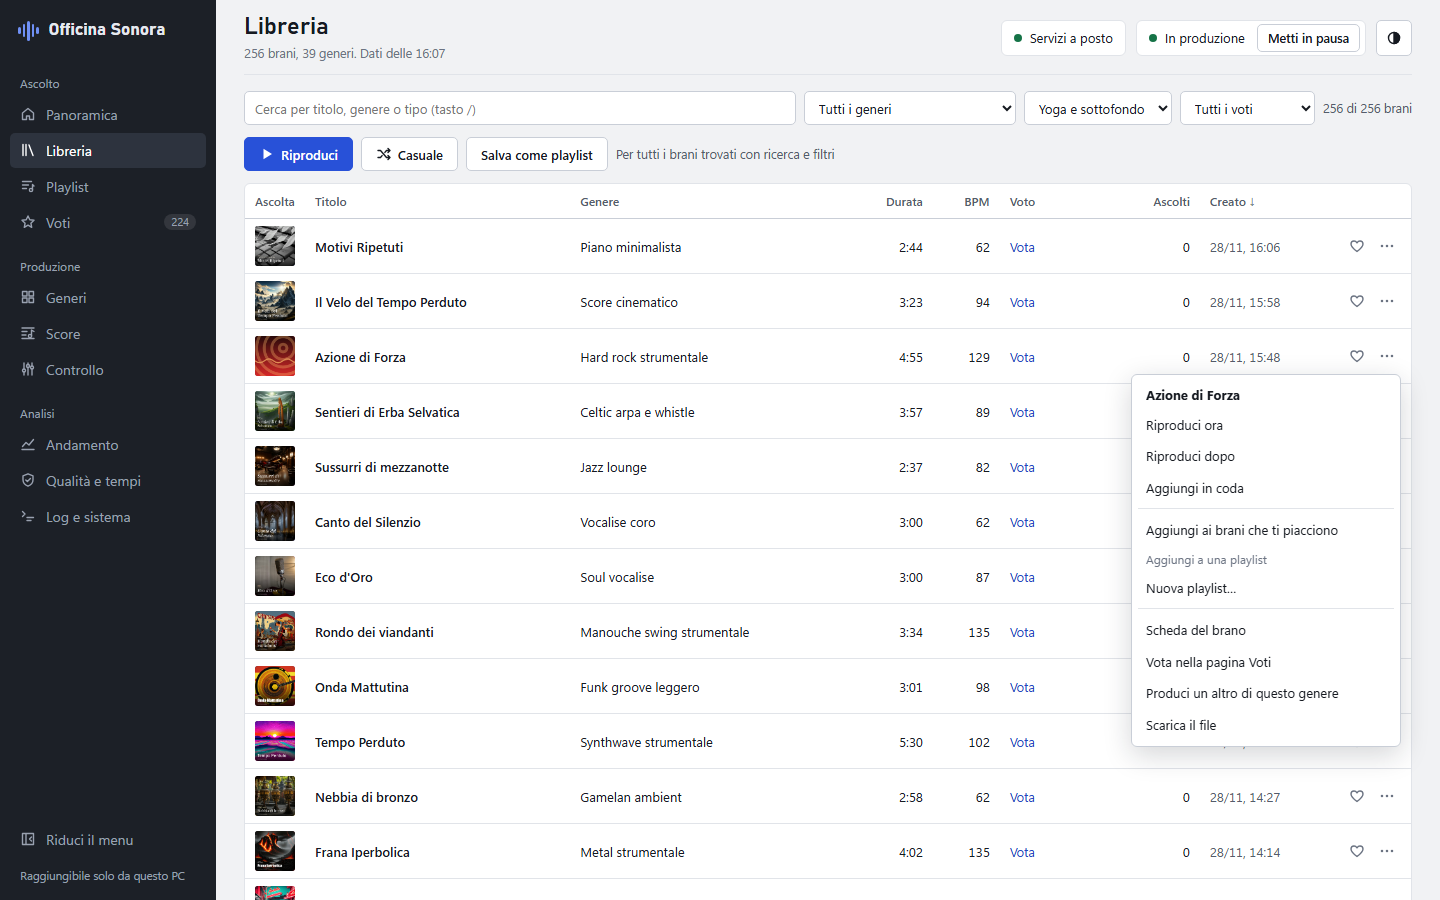 Officina Sonora
Ascolto
Panoramica
Libreria
Playlist
Voti 224
Produzione
Generi
Score
Controllo
Analisi
Andamento
Qualità e tempi
Log e sistema
Riduci il menu
Raggiungibile solo da questo PC
Libreria
256 brani, 39 generi. Dati delle 16:07
Servizi a posto
In produzione
Metti in pausa
Cerca per titolo, genere o tipo (tasto /)
Tutti i generi
Yoga e sottofondo
Tutti i voti
256 di 256 brani
Riproduci
Casuale
Salva come playlist
Per tutti i brani trovati con ricerca e filtri
Ascolta Titolo Genere Durata BPM Voto Ascolti Creato ↓
Motivi Ripetuti Piano minimalista 2:44 62 Vota 0 28/11, 16:06
Il Velo del Tempo Perduto Score cinematico 3:23 94 Vota 0 28/11, 15:58
Azione di Forza Hard rock strumentale 4:55 129 Vota 0 28/11, 15:48
Sentieri di Erba Selvatica Celtic arpa e whistle 3:57 89 Vota
Sussurri di mezzanotte Jazz lounge 2:37 82 Vota
Canto del Silenzio Vocalise coro 3:00 62 Vota
Eco d'Oro Soul vocalise 3:00 87 Vota
Rondo dei viandanti Manouche swing strumentale 3:34 135 Vota
Onda Mattutina Funk groove leggero 3:01 98 Vota
Tempo Perduto Synthwave strumentale 5:30 102 Vota
Nebbia di bronzo Gamelan ambient 2:58 62 Vota 0 28/11, 14:27
Frana Iperbolica Metal strumentale 4:02 135 Vota 0 28/11, 14:14
Azione di Forza
Riproduci ora
Riproduci dopo
Aggiungi in coda
Aggiungi ai brani che ti piacciono
Aggiungi a una playlist
Nuova playlist...
Scheda del brano
Vota nella pagina Voti
Produci un altro di questo genere
Scarica il file